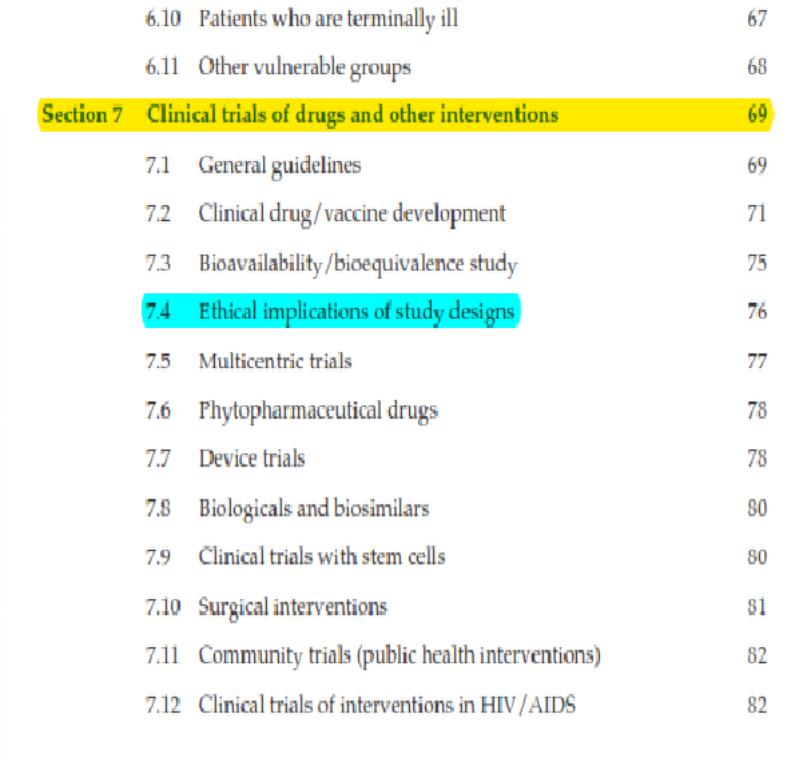 6.10 Patients who are terminally ill 67
6.11 Other vulnerable groups 68
Section 7 Clinical trials of drugs and other interventions 69
7.1 General guidelines 69
7.2 Clinical drug/vaccine development 71
7.3 Bioavailability/bioequivalence study 75
7.4 Ethical implications of study designs 76
7.5 Multicentric trials 77
7.6 Phytopharmaceutical drugs 78
7.7 Device trials 78
7.8 Biologicals and biosimilars 80
7.9 Clinical trials with stem cells 80
7.10 Surgical interventions 81
7.11 Community trials (public health interventions) 82
7.12 Clinical trials of interventions in HIV/AIDS 82